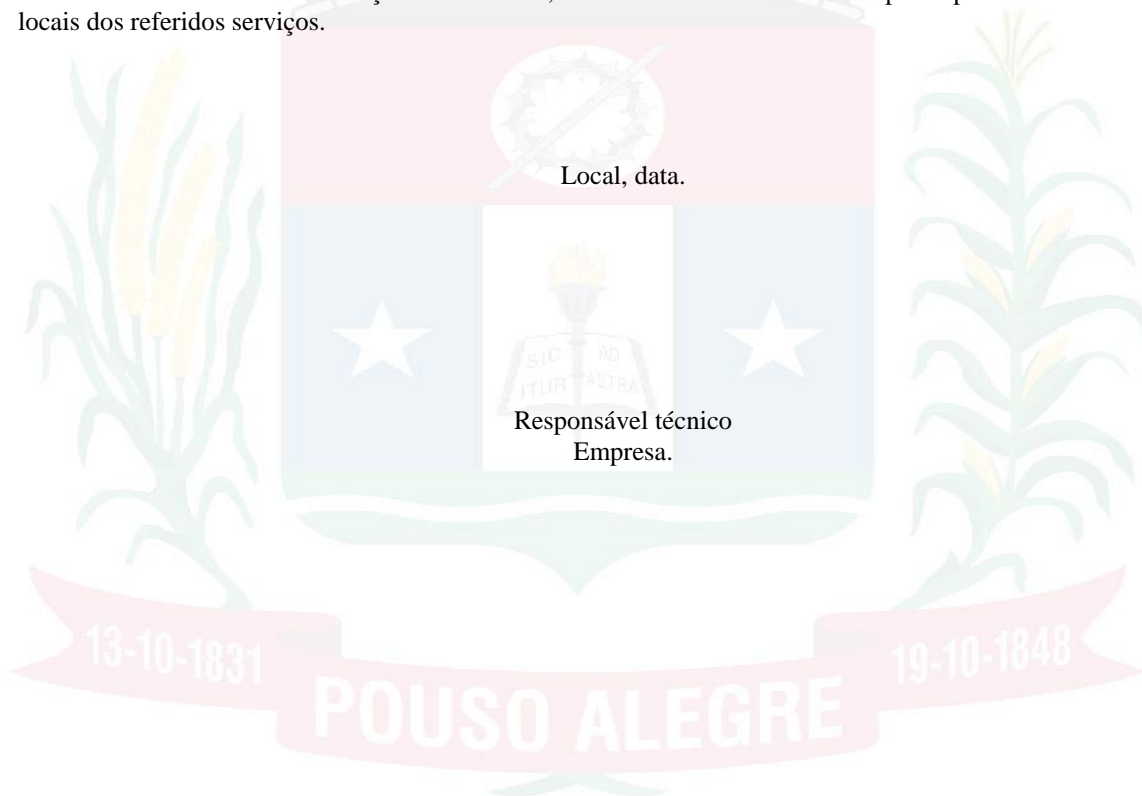 locais dos referidos serviços.
Local, data.
SIC AD
ITUR ASTRA
Responsável técnico
Empresa.
13-10-1831
19-10-1848
POUSO ALEGRE